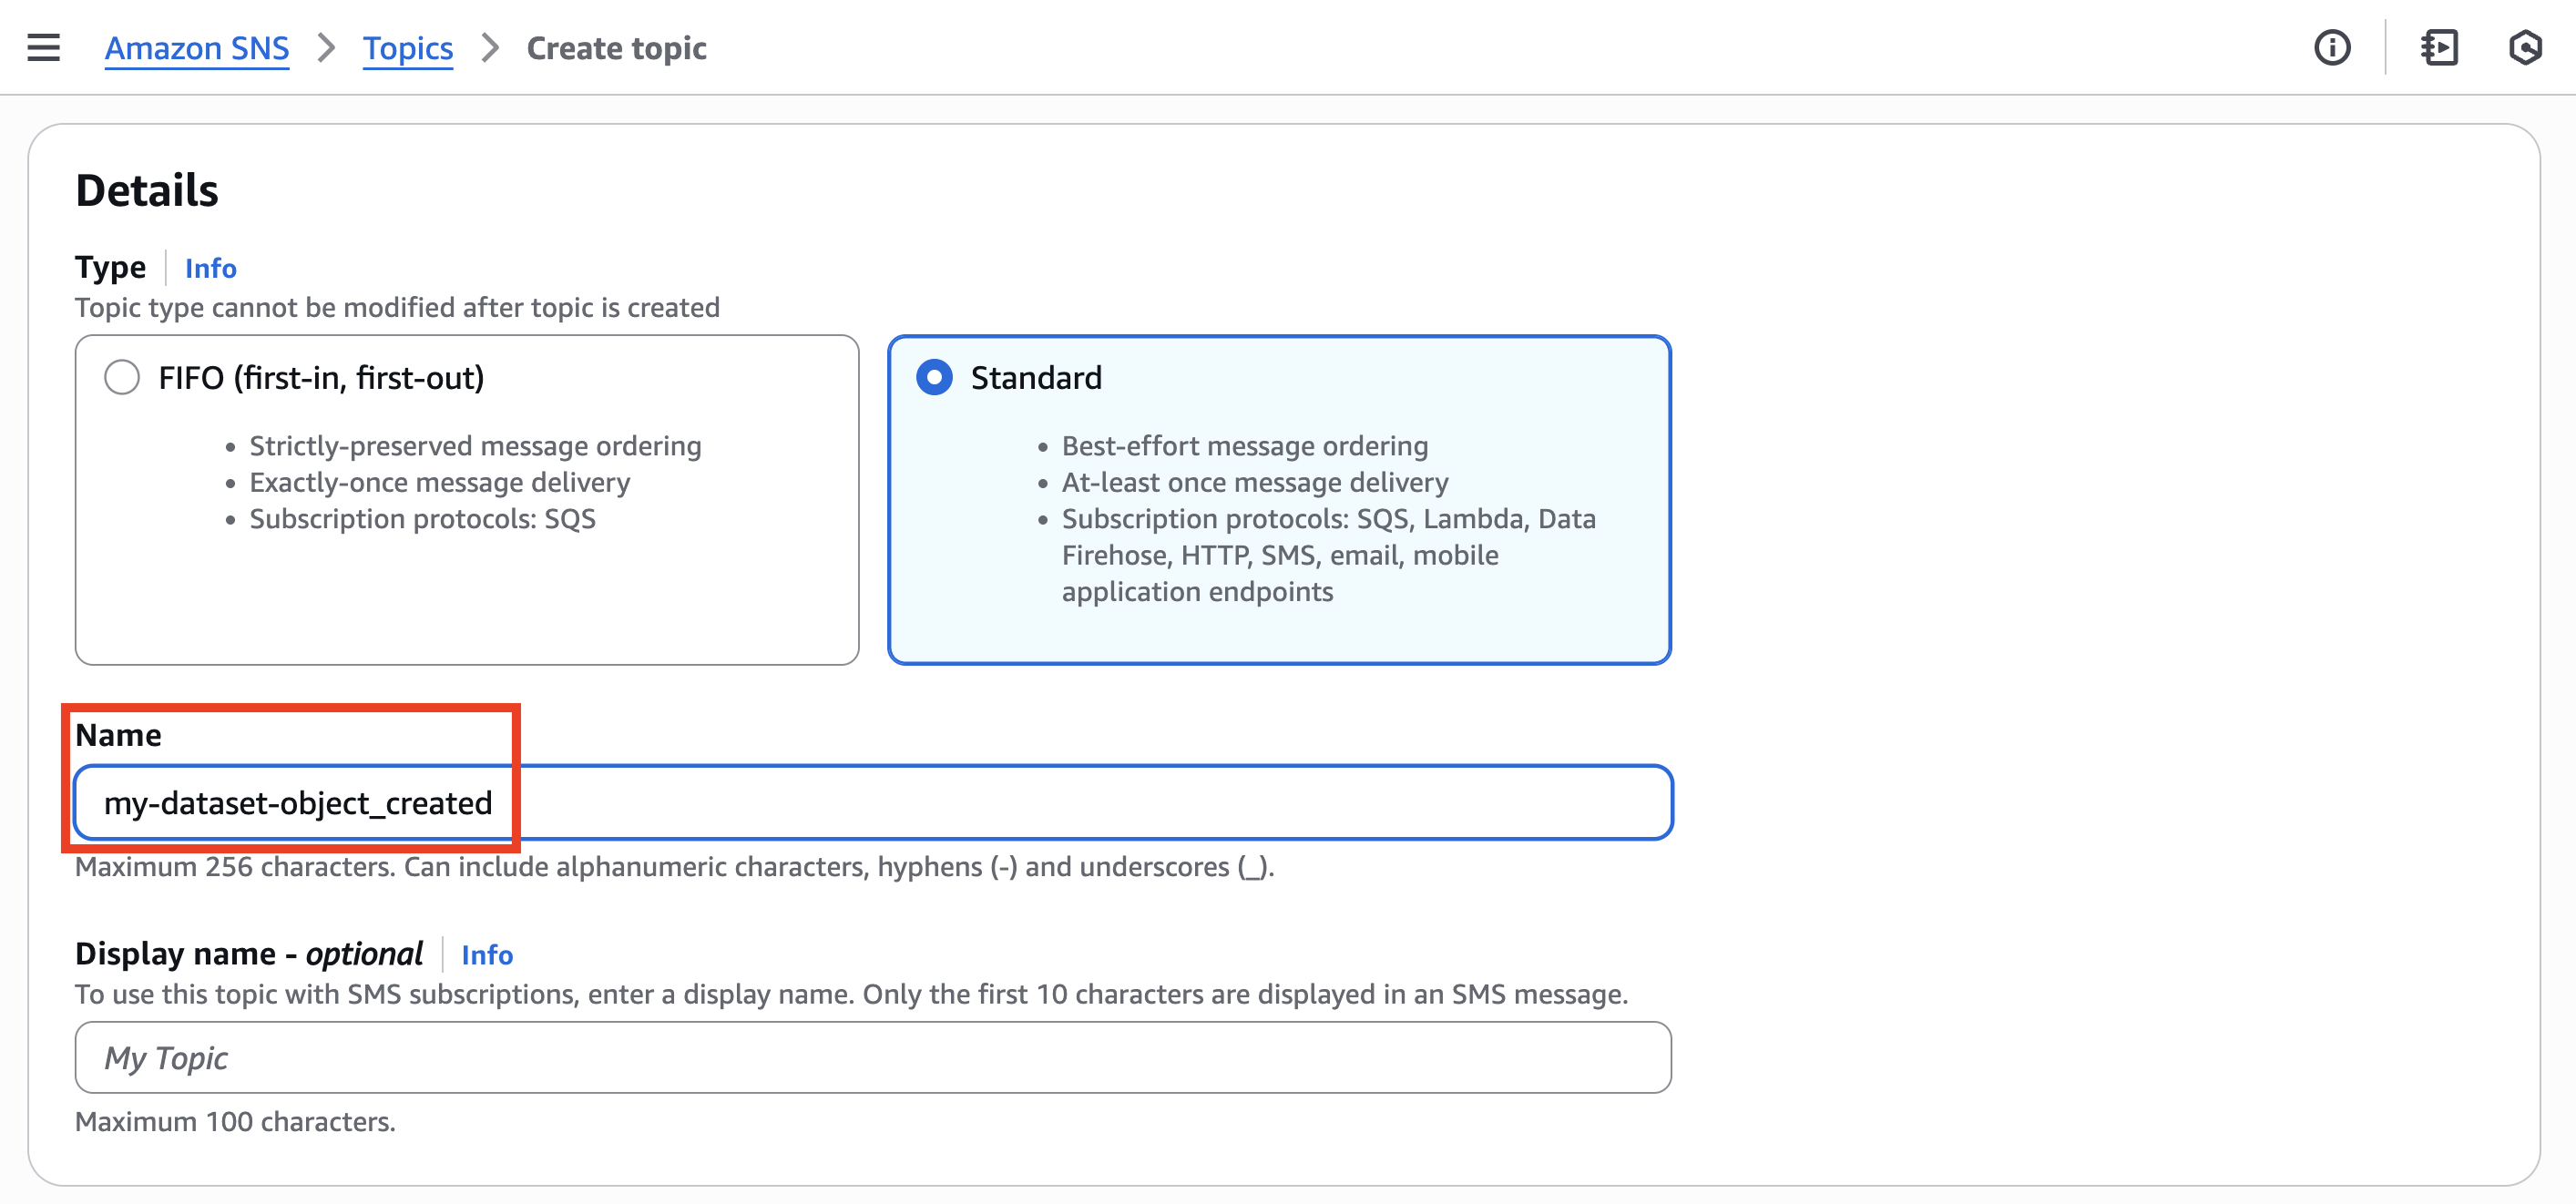 Amazon SNS > Topics > Create topic
Details
Type | Info
Topic type cannot be modified after topic is created
FIFO (first-in, first-out)
• Strictly-preserved message ordering
• Exactly-once message delivery
• Subscription protocols: SQS
Standard
• Best-effort message ordering
• At-least once message delivery
• Subscription protocols: SQS, Lambda, Data
Firehose, HTTP, SMS, email, mobile
application endpoints
Name
my-dataset-object_created
Maximum 256 characters. Can include alphanumeric characters, hyphens (-) and underscores (_).
Display name - optional | Info
To use this topic with SMS subscriptions, enter a display name. Only the first 10 characters are displayed in an SMS message.
My Topic
Maximum 100 characters.